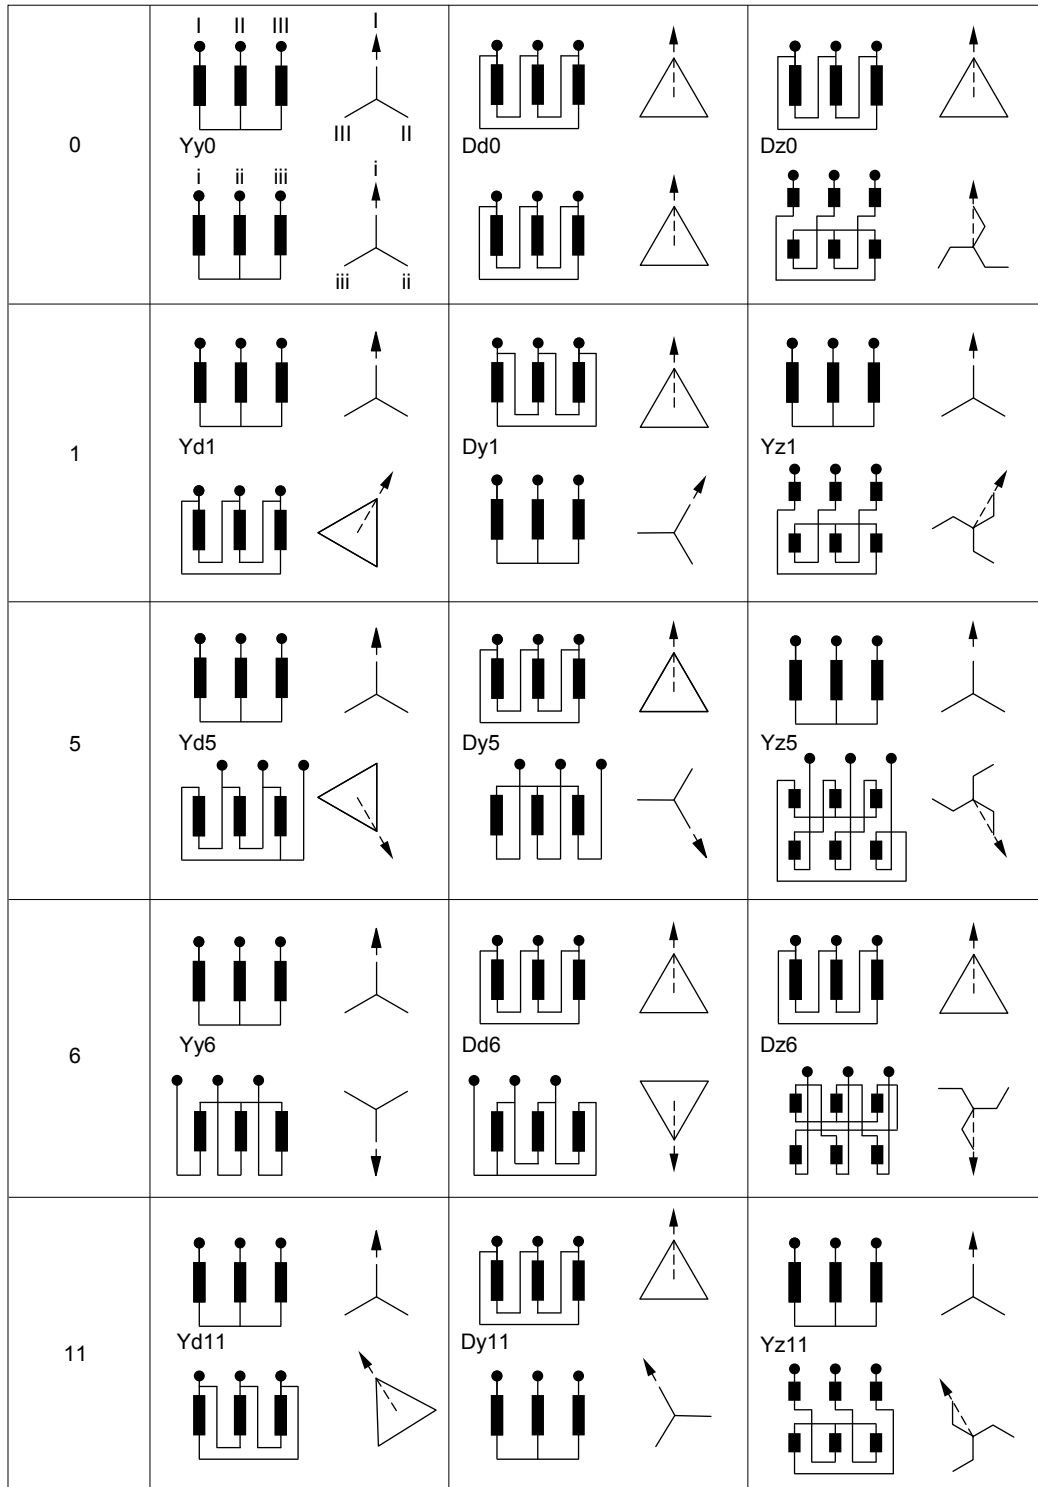 I II III I
III II
0
Yy0 Dd0 Dz0
i ii iii i
iii ii
Yd1 Dy1 Yz1
1
5
Yd5 Dy5 Yz5
Yy6 Dd6 Dz6
6
Yd11 Dy11 Yz11
11